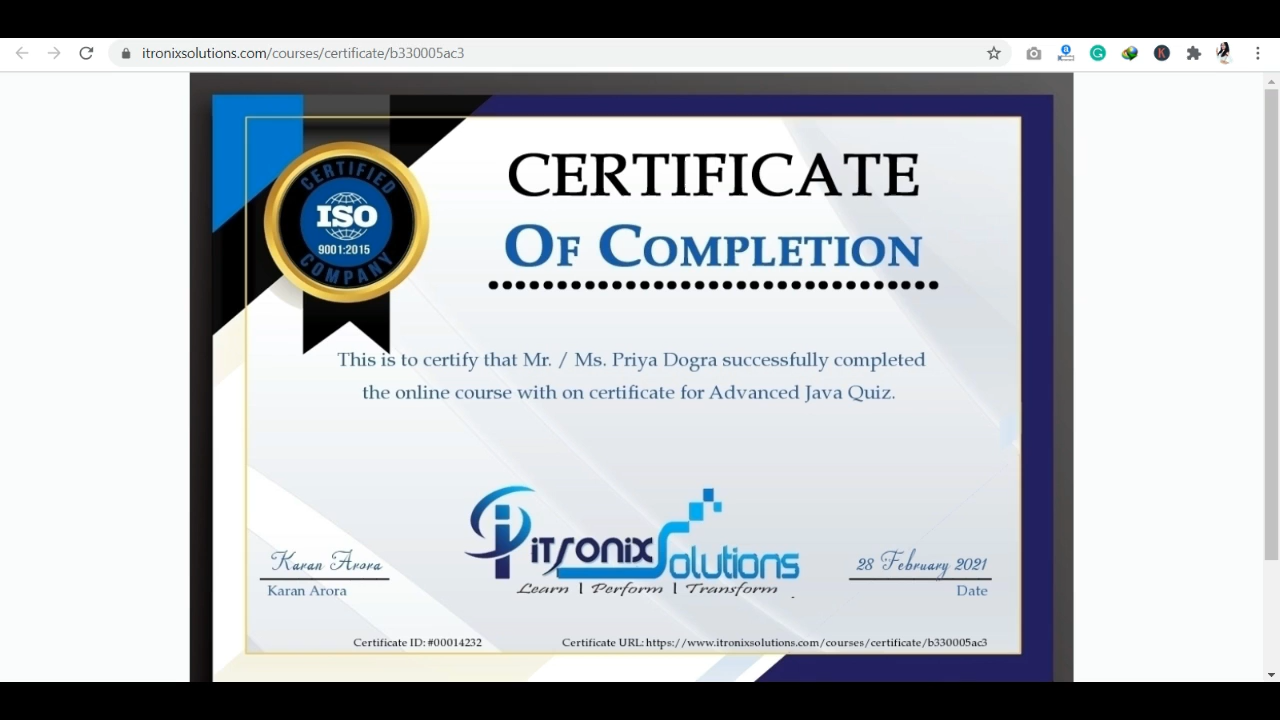 itronixsolutions.com/courses/certificate/b330005ac3
CERTIFIED
ISO
9001:2015
COMPANY
CERTIFICATE
OF COMPLETION
This is to certify that Mr. / Ms. Priya Dogra successfully completed
the online course with on certificate for Advanced Java Quiz.
iTronix Solutions
Learn | Perform | Transform
Karan Arora
Karan Arora
28 February 2021
Date
Certificate ID: #00014232
Certificate URL: https://www.itronixsolutions.com/courses/certificate/b330005ac3